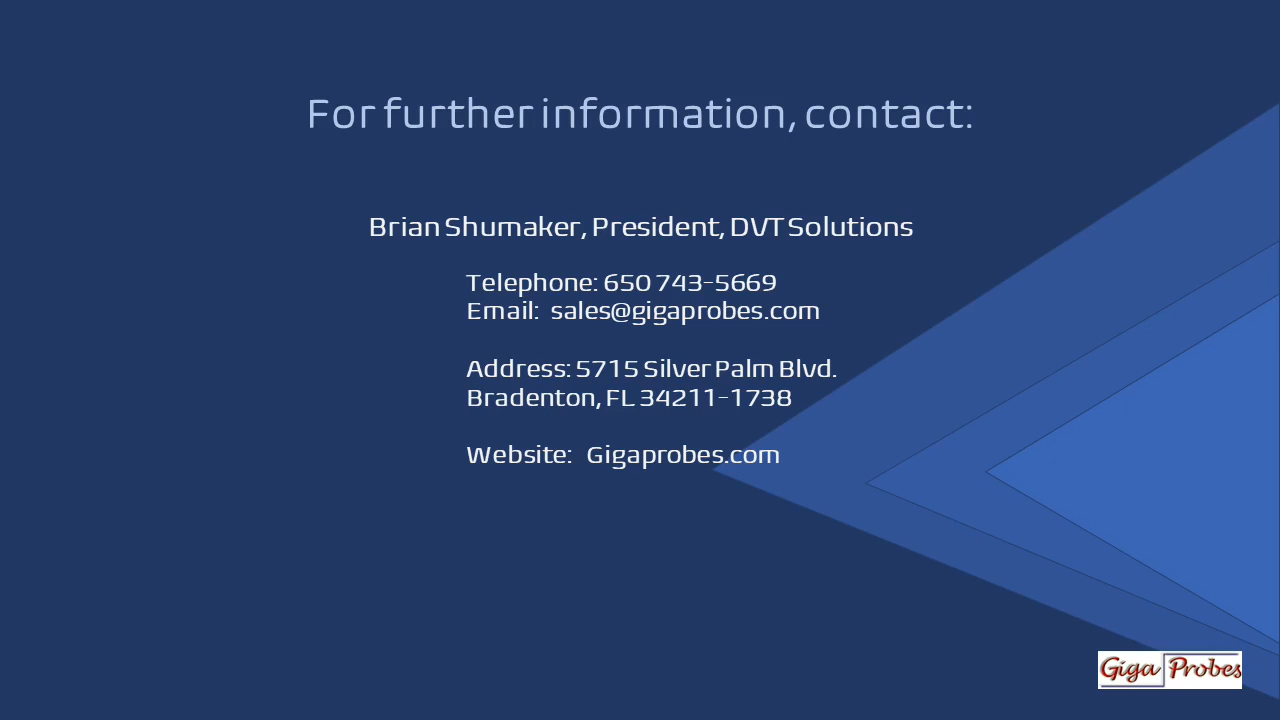 For further information, contact:
Brian Shumaker, President, DVT Solutions
Telephone: 650 743-5669
Email: sales@gigaprobes.com
Address: 5715 Silver Palm Blvd.
Bradenton, FL 34211-1738
Website: Gigaprobes.com
Giga Probes